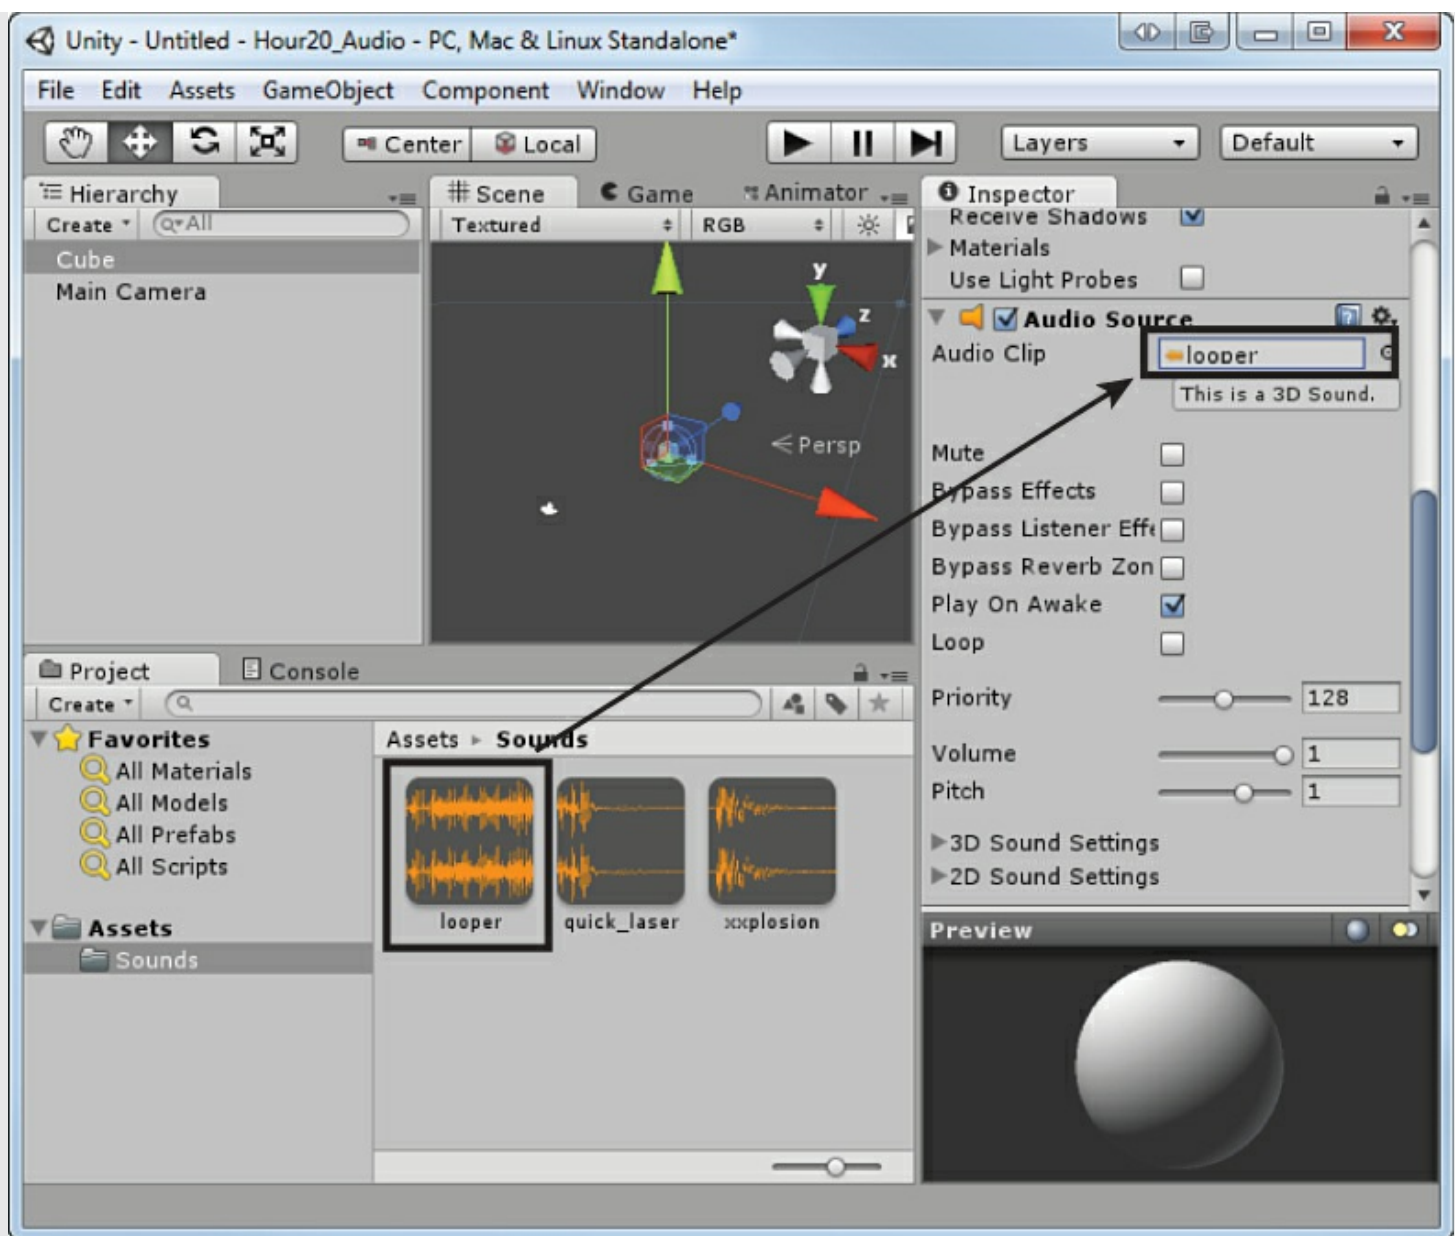 Unity - Untitled - Hour20_Audio - PC, Mac & Linux Standalone*
File Edit Assets GameObject Component Window Help
Center Local Layers Default
Hierarchy
Create All
Cube
Main Camera
Scene Game Animator
Textured RGB
y
z
x
Persp
Inspector
Receive Shadows
Materials
Use Light Probes
Audio Source
Audio Clip looper
This is a 3D Sound.
Mute
Bypass Effects
Bypass Listener Effe
Bypass Reverb Zon
Play On Awake
Loop
Priority 128
Volume 1
Pitch 1
3D Sound Settings
2D Sound Settings
Preview
Project Console
Create
Favorites
All Materials
All Models
All Prefabs
All Scripts
Assets
Sounds
Assets Sounds
looper quick_laser xxplosion